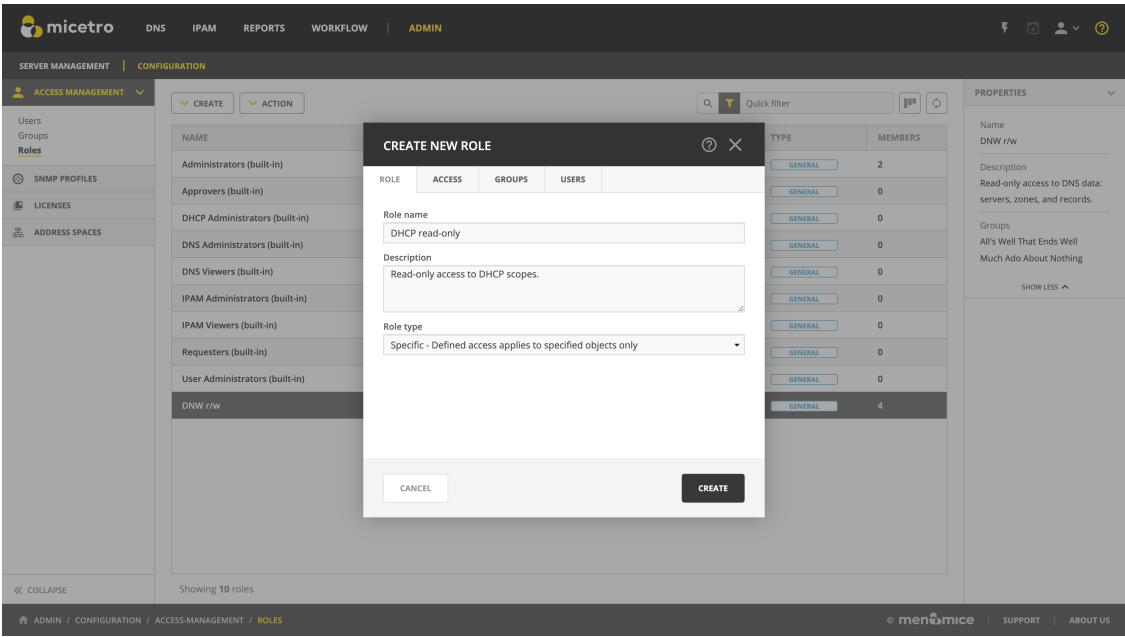 micetro DNS IPAM REPORTS WORKFLOW ADMIN
SERVER MANAGEMENT CONFIGURATION
ACCESS MANAGEMENT
Users
Groups
Roles
SNMP PROFILES
LICENSES
ADDRESS SPACES
CREATE ACTION Quick filter
NAME TYPE MEMBERS
Administrators (built-in) GENERAL 2
Approvers (built-in) GENERAL 0
DHCP Administrators (built-in) GENERAL 0
DNS Administrators (built-in) GENERAL 0
DNS Viewers (built-in) GENERAL 0
IPAM Administrators (built-in) GENERAL 0
IPAM Viewers (built-in) GENERAL 0
Requesters (built-in) GENERAL 0
User Administrators (built-in) GENERAL 0
DNW r/w GENERAL 4
CREATE NEW ROLE
ROLE ACCESS GROUPS USERS
Role name
DHCP read-only
Description
Read-only access to DHCP scopes.
Role type
Specific - Defined access applies to specified objects only
CANCEL CREATE
PROPERTIES
Name
DNW r/w
Description
Read-only access to DNS data:
servers, zones, and records.
Groups
All's Well That Ends Well
Much Ado About Nothing
SHOW LESS
COLLAPSE Showing 10 roles
ADMIN / CONFIGURATION / ACCESS-MANAGEMENT / ROLES © men&mice SUPPORT ABOUT US